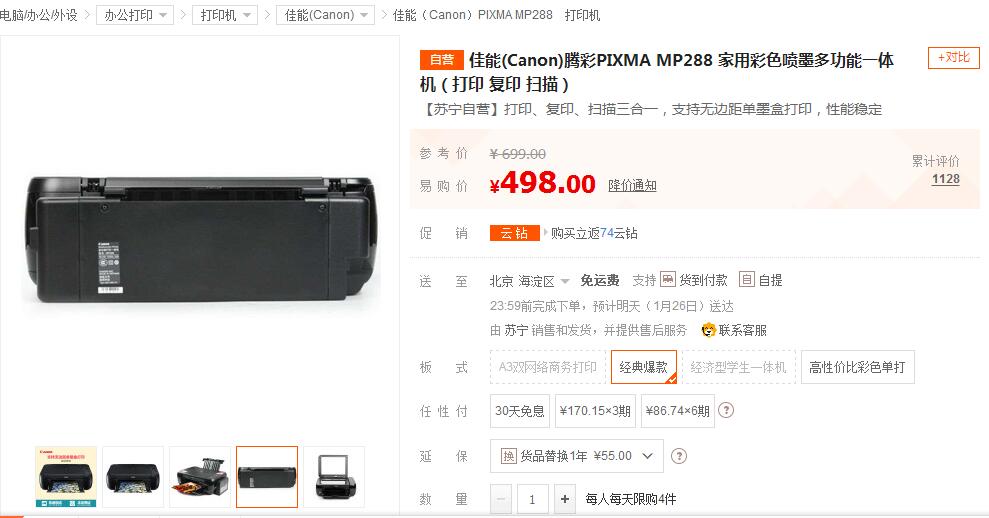 电脑/办公/外设 办公打印 打印机 佳能(Canon) 佳能（Canon）PIXMA MP288 打印机
自营 佳能(Canon)腾彩PIXMA MP288 家用彩色喷墨多功能一体
机（打印 复印 扫描）
+对比
【苏宁自营】打印、复印、扫描三合一，支持无边距单墨盒打印，性能稳定
参考价 ¥699.00
累计评价
易购价 ¥498.00 降价通知
1128
促销 云钻 购买立返74云钻
送至 北京 海淀区 免运费 支持 货到付款 自 自提
23:59前完成下单，预计明天（1月26日）送达
由 苏宁 销售和发货，并提供售后服务 联系客服
板式 A3双网络商务打印 经典爆款 经济型学生一体机 高性价比彩色单打
任性付 30天免息 ¥170.15×3期 ¥86.74×6期 ?
延保 换 货品替换1年 ¥55.00 ?
数量 − 1 + 每人每天限购4件